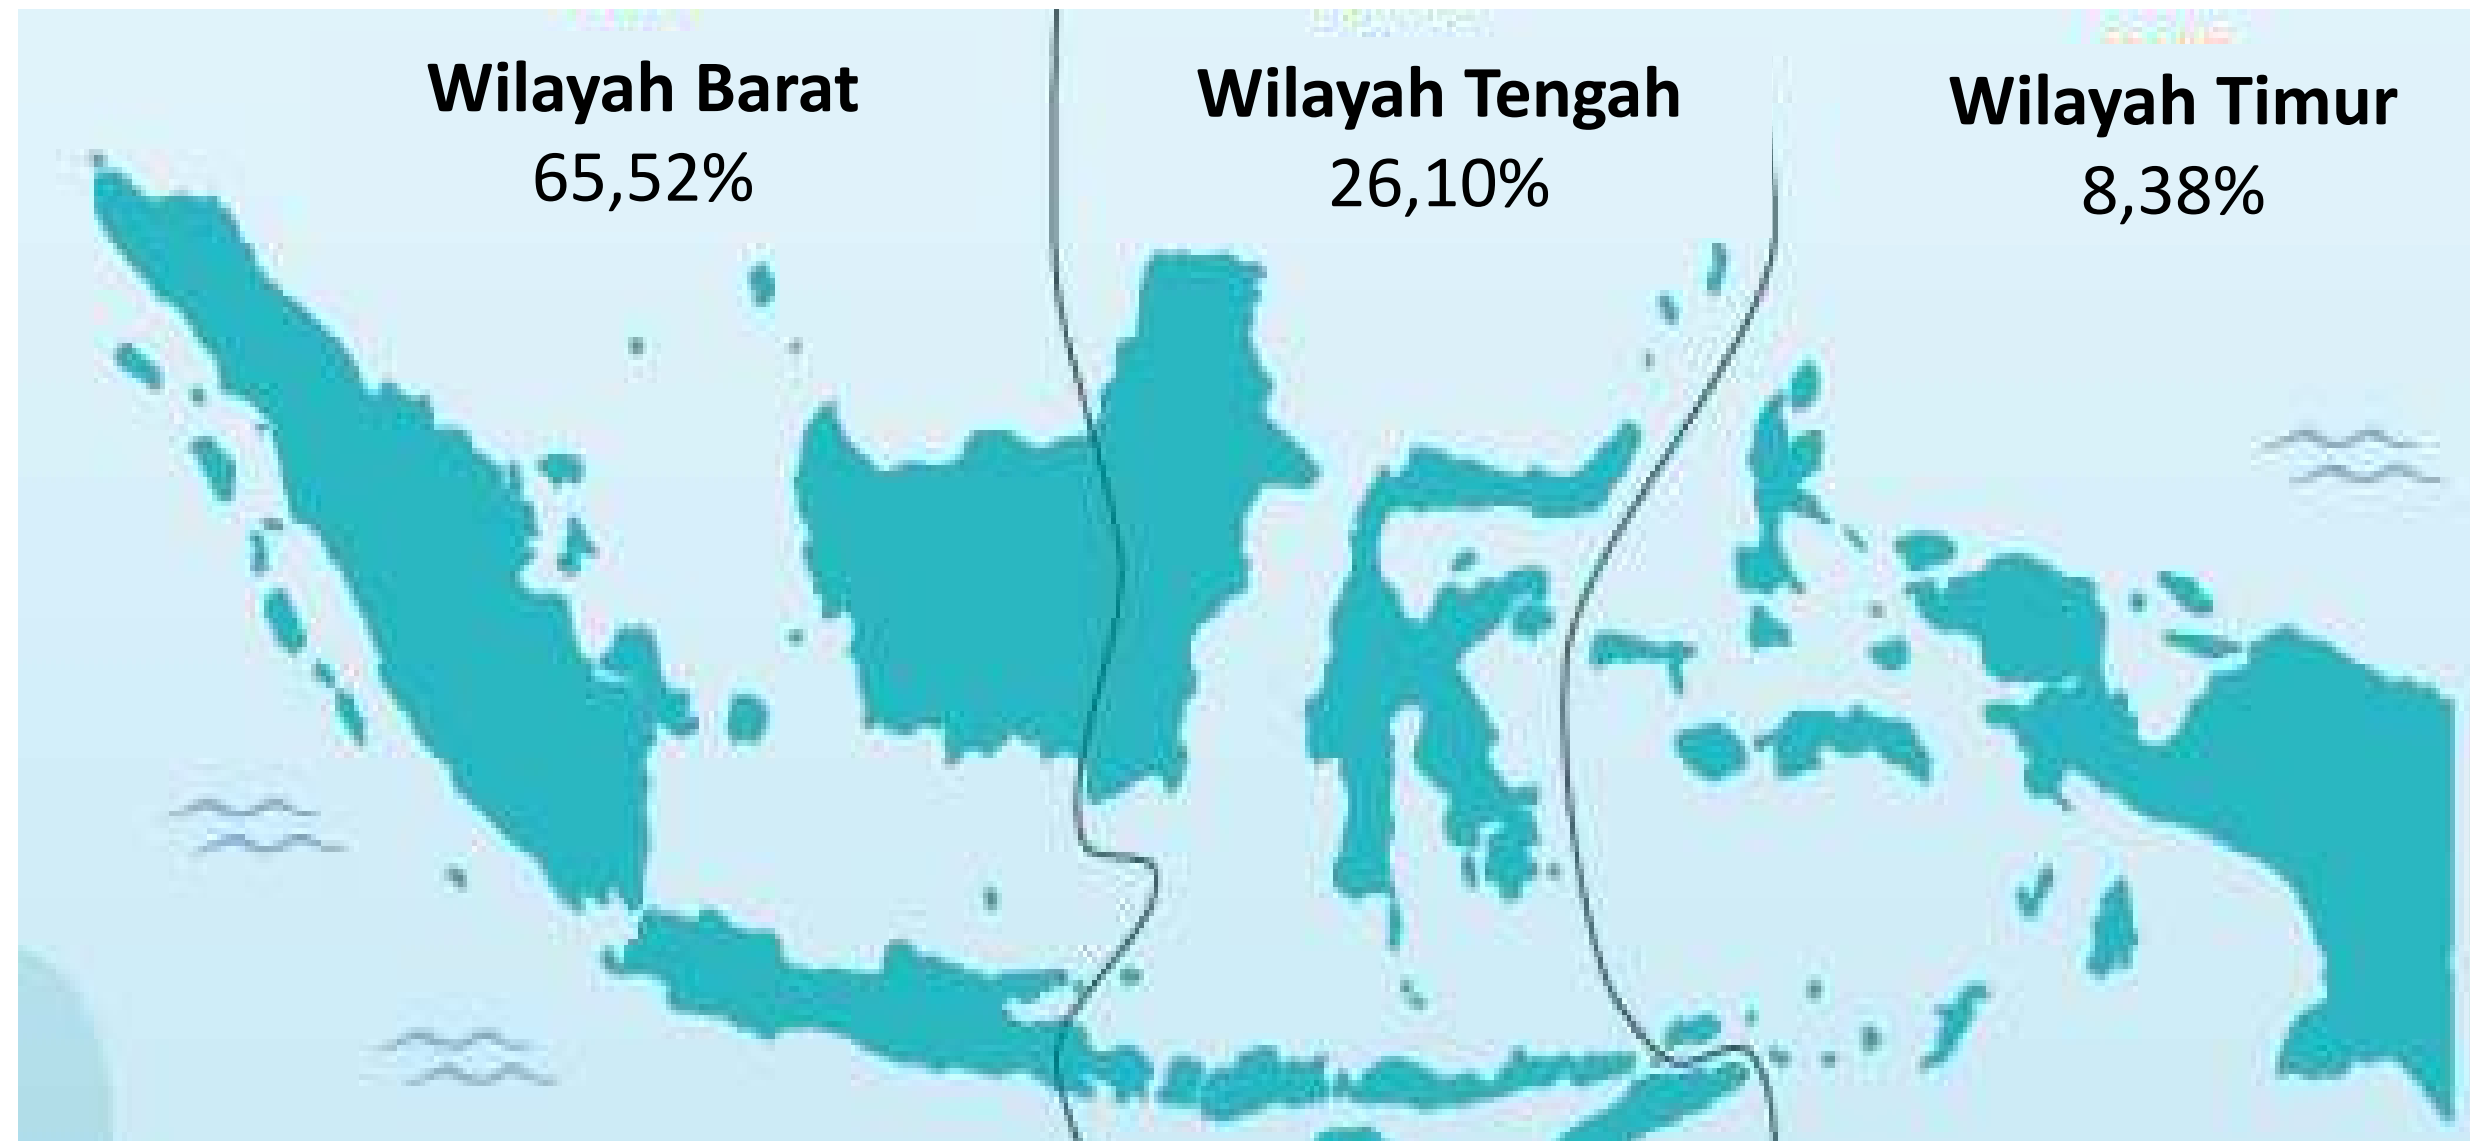 Wilayah Barat
65,52%
Wilayah Tengah
26,10%
Wilayah Timur
8,38%